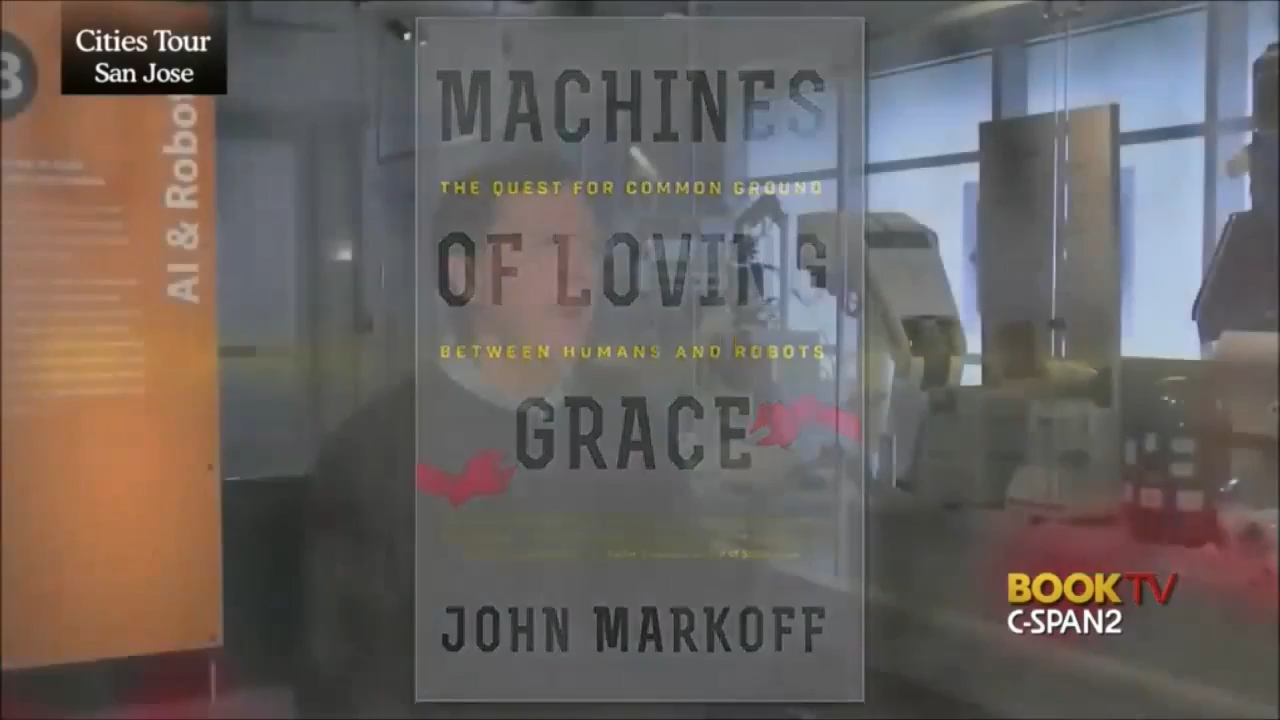 Cities Tour
San Jose
3
AI & Robo
MACHINES
THE QUEST FOR COMMON GROUND
OF LOVING
BETWEEN HUMANS AND ROBOTS
GRACE
JOHN MARKOFF
BOOK TV
C-SPAN2